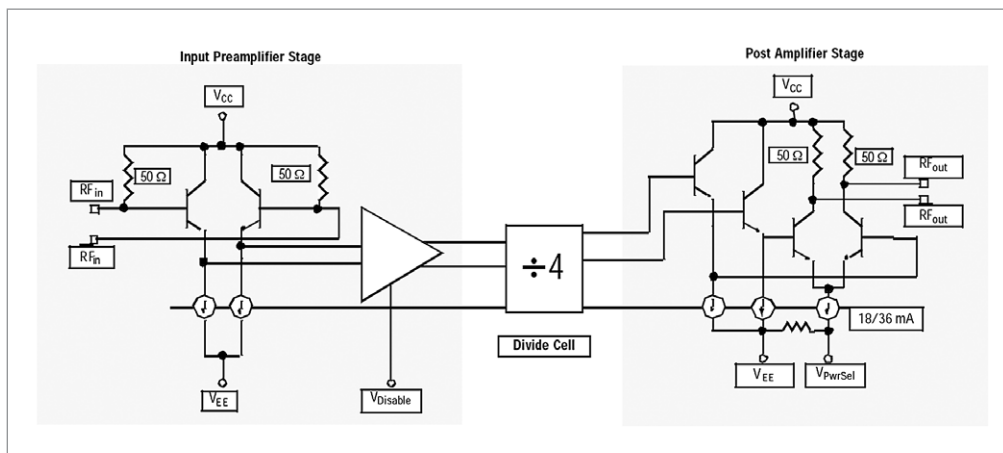 Input Preamplifier Stage
VCC
50 Ω
50 Ω
RFin
RFin
VEE
VDisable
÷4
Divide Cell
Post Amplifier Stage
VCC
50 Ω
50 Ω
RFout
RFout
18/36 mA
VEE
VPwrSel